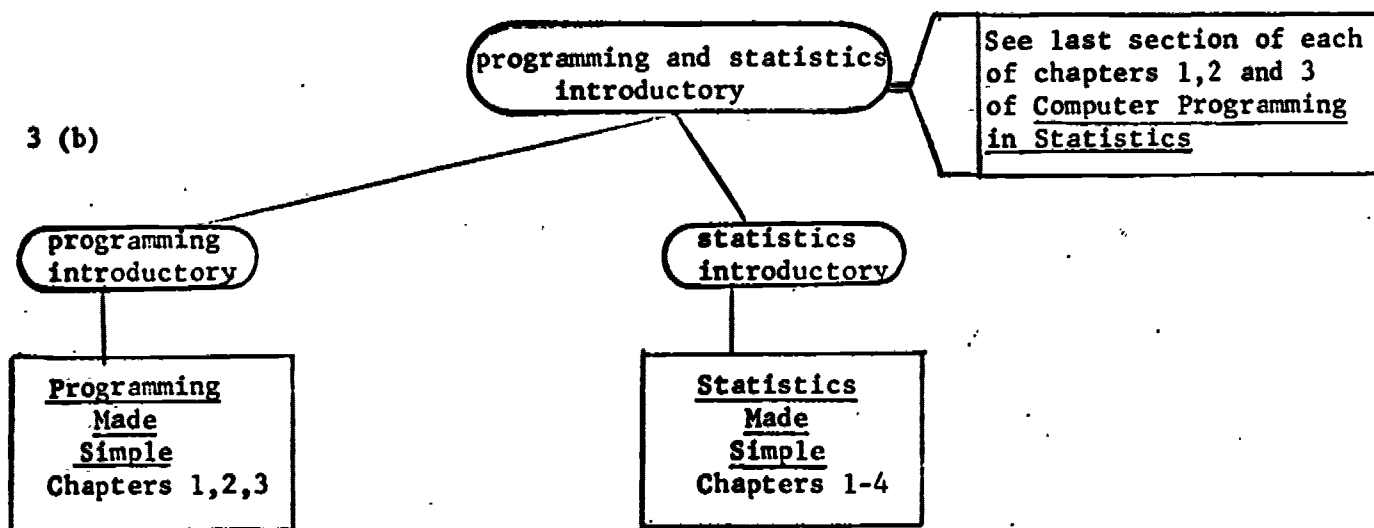 programming and statistics
introductory
See last section of each
of chapters 1,2 and 3
of Computer Programming
in Statistics
3 (b)
programming
introductory
statistics
introductory
Programming
Made
Simple
Chapters 1,2,3
Statistics
Made
Simple
Chapters 1-4